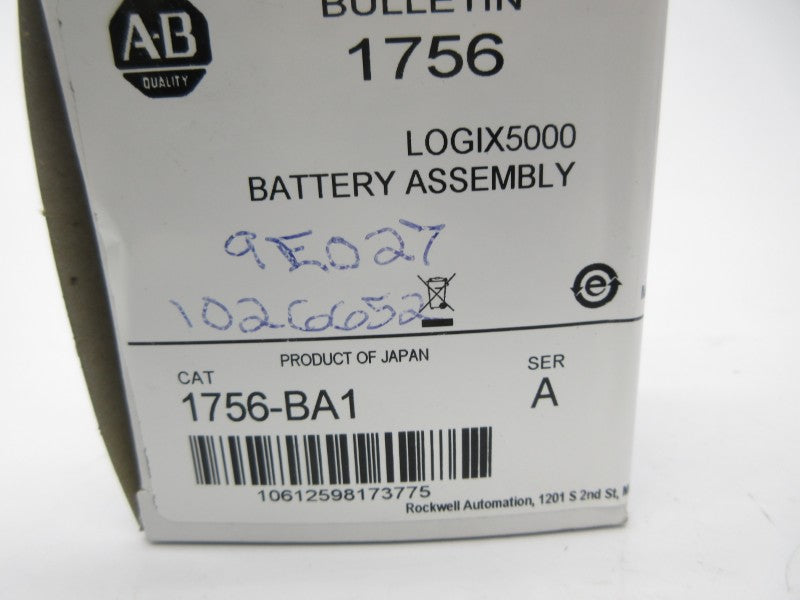 BULLETIN
A-B
QUALITY
1756
LOGIX5000
BATTERY ASSEMBLY
9E027
1026652
e
PRODUCT OF JAPAN
CAT
SER
1756-BA1
A
10612598173775
Rockwell Automation, 1201 S 2nd St,